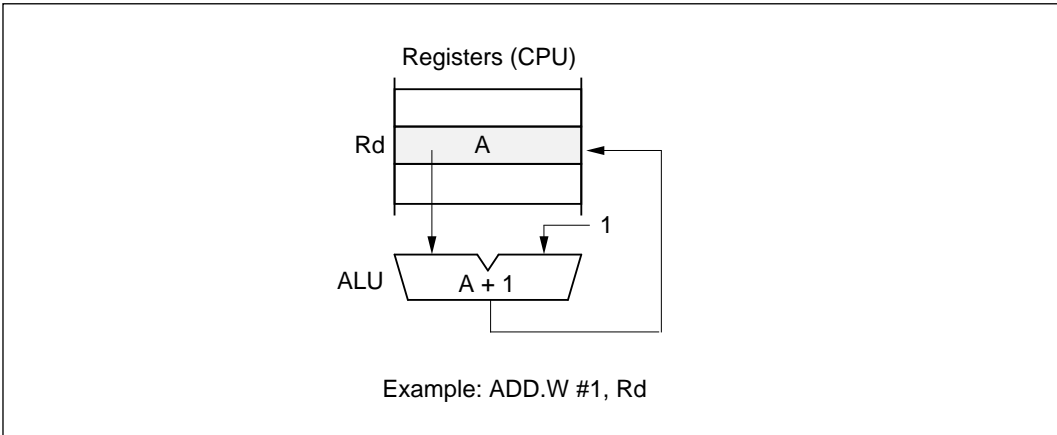 Registers (CPU)
Rd
A
1
ALU
A + 1
Example: ADD.W #1, Rd